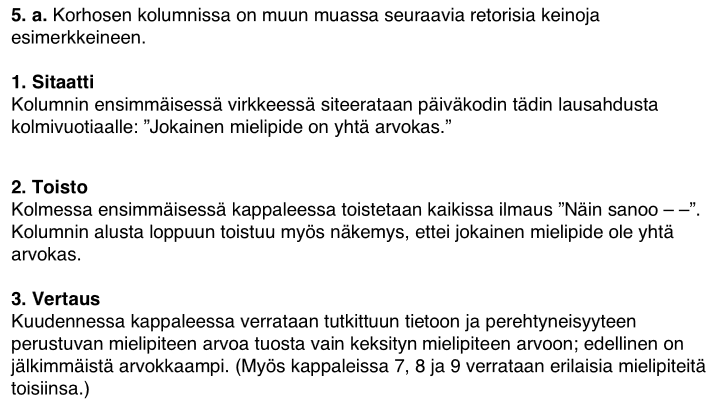 5. a. Korhosen kolumnissa on muun muassa seuraavia retorisia keinoja
esimerkkeineen.
1. Sitaatti
Kolumnin ensimmäisessä virkkeessä siteerataan päiväkodin tädin lausahdusta
kolmivuotiaalle: ”Jokainen mielipide on yhtä arvokas.”
2. Toisto
Kolmessa ensimmäisessä kappaleessa toistetaan kaikissa ilmaus ”Näin sanoo – –”.
Kolumnin alusta loppuun toistuu myös näkemys, ettei jokainen mielipide ole yhtä
arvokas.
3. Vertaus
Kuudennessa kappaleessa verrataan tutkittuun tietoon ja perehtyneisyyteen
perustuvan mielipiteen arvoa tuosta vain keksityn mielipiteen arvoon; edellinen on
jälkimmäistä arvokkaampi. (Myös kappaleissa 7, 8 ja 9 verrataan erilaisia mielipiteitä
toisiinsa.)